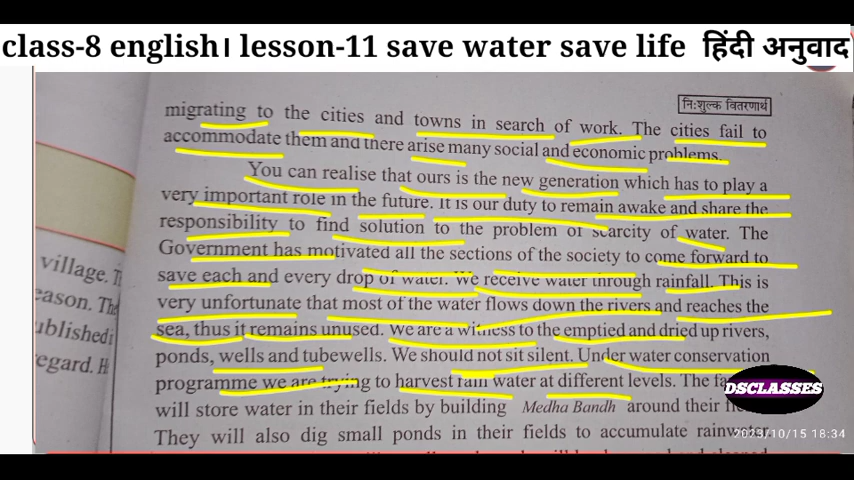 class-8 english। lesson-11 save water save life हिंदी अनुवाद
निःशुल्क वितरणार्थ
migrating to the cities and towns in search of work. The cities fail to
accommodate them and there arise many social and economic problems.
You can realise that ours is the new generation which has to play a
very important role in the future. It is our duty to remain awake and share the
responsibility to find solution to the problem of scarcity of water. The
Government has motivated all the sections of the society to come forward to
save each and every drop of water. We receive water through rainfall. This is
very unfortunate that most of the water flows down the rivers and reaches the
sea, thus it remains unused. We are a witness to the emptied and dried up rivers,
ponds, wells and tubewells. We should not sit silent. Under water conservation
programme we are trying to harvest rain water at different levels. The
will store water in their fields by building Medha Bandh around their
They will also dig small ponds in their fields to accumulate rainwater
village.
eason. The
ublished
egard. H
DSCLASSES
2023/10/15 18:34